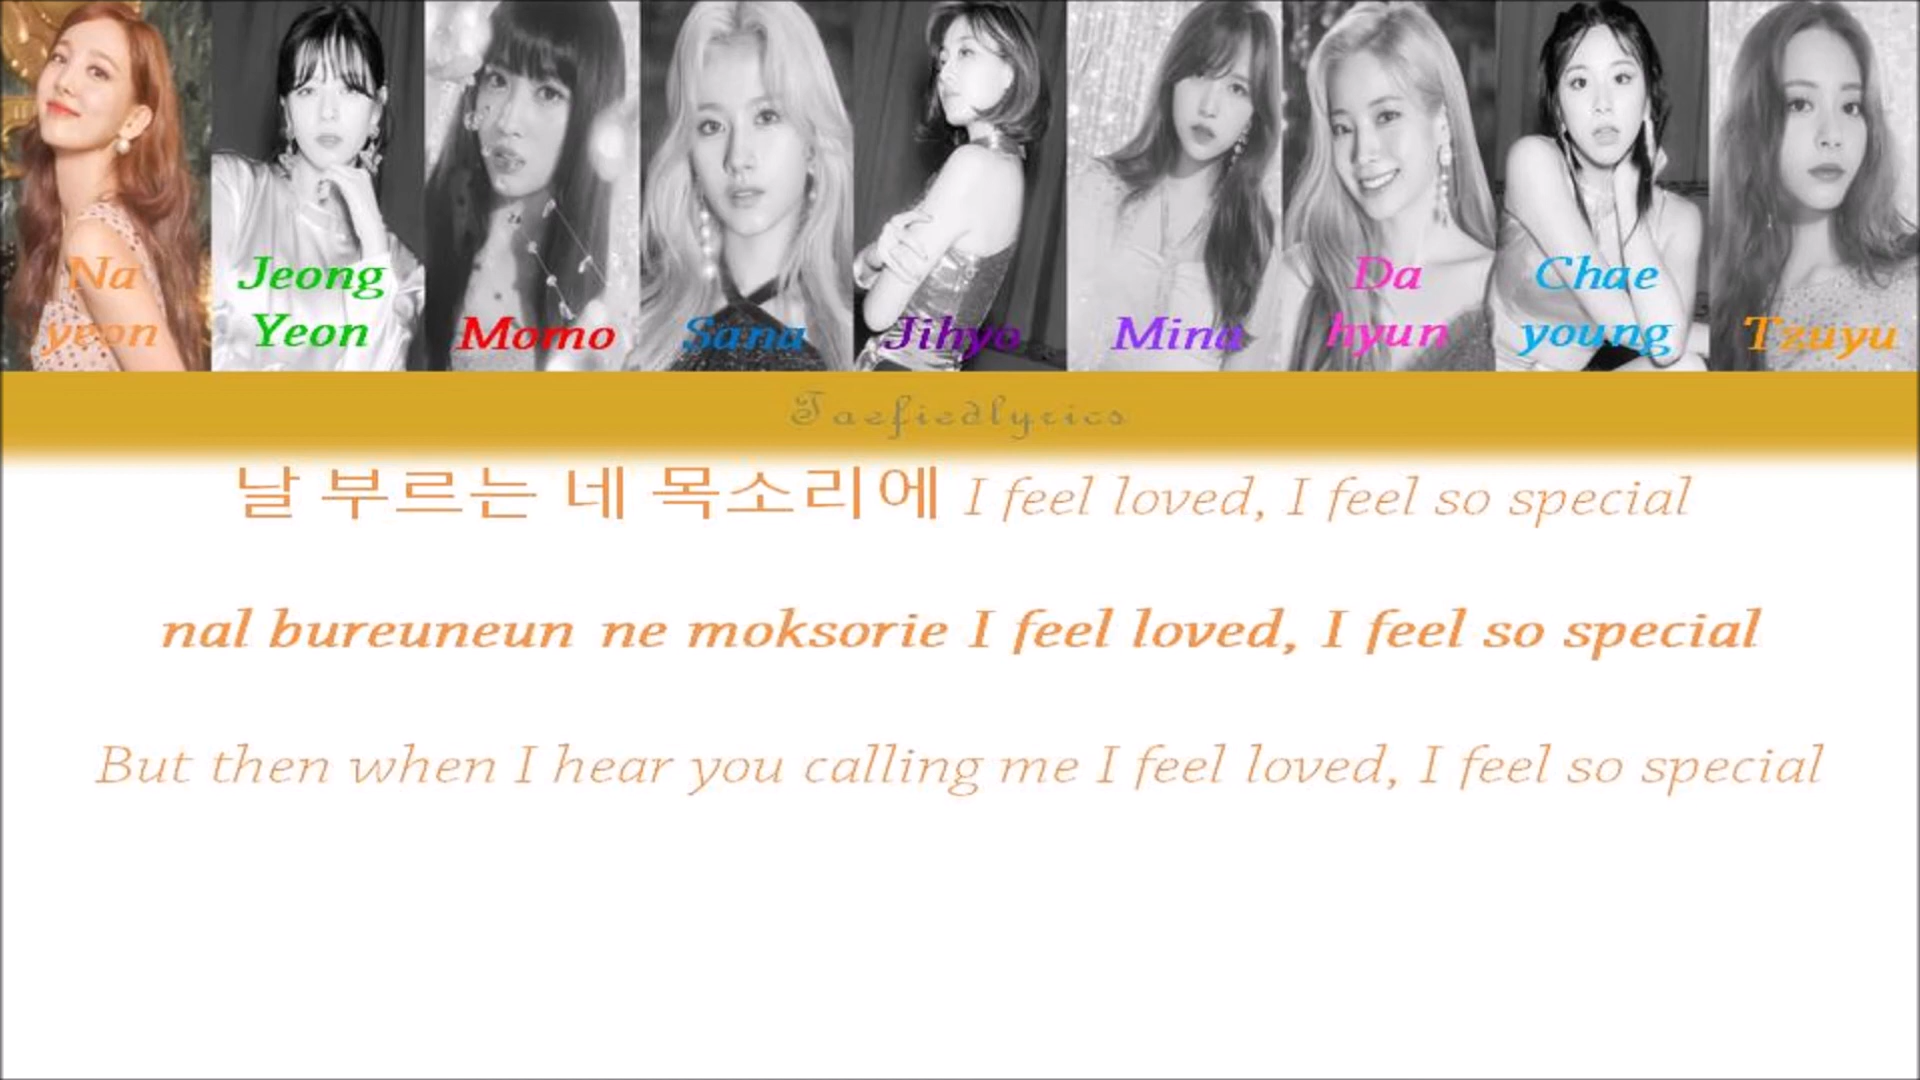 Na
yeon
Jeong
Yeon
Momo
Sana
Jihyo
Mina
Da
hyun
Chae
young
Tzuyu
Taefiedlyrics
날 부르는 네 목소리에 I feel loved, I feel so special
nal bureuneun ne moksorie I feel loved, I feel so special
But then when I hear you calling me I feel loved, I feel so special